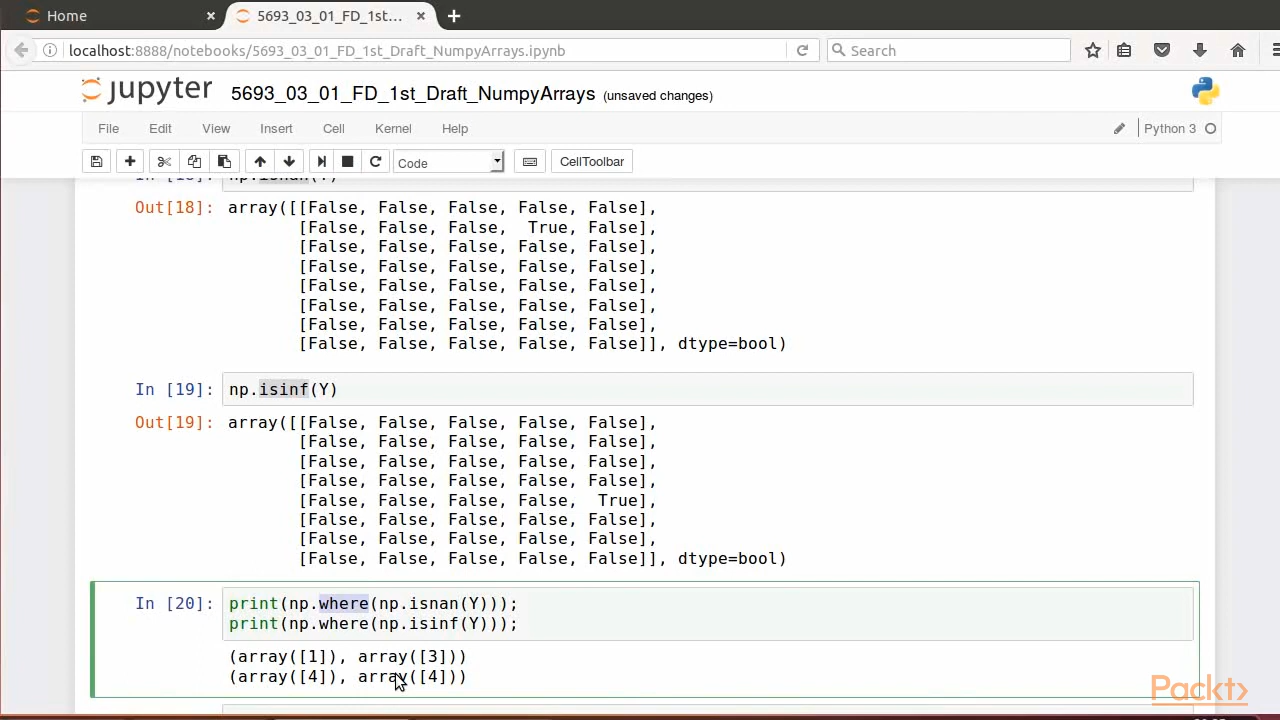 Home
5693_03_01_FD_1st...
localhost:8888/notebooks/5693_03_01_FD_1st_Draft_NumpyArrays.ipynb
Search
jupyter 5693_03_01_FD_1st_Draft_NumpyArrays (unsaved changes)
File Edit View Insert Cell Kernel Help Python 3
Code CellToolbar
In [18]: np.isnan(Y)
Out[18]: array([[False, False, False, False, False],
[False, False, False,  True, False],
[False, False, False, False, False],
[False, False, False, False, False],
[False, False, False, False, False],
[False, False, False, False, False],
[False, False, False, False, False],
[False, False, False, False, False]], dtype=bool)
In [19]: np.isinf(Y)
Out[19]: array([[False, False, False, False, False],
[False, False, False, False, False],
[False, False, False, False, False],
[False, False, False, False, False],
[False, False, False, False,  True],
[False, False, False, False, False],
[False, False, False, False, False],
[False, False, False, False, False]], dtype=bool)
In [20]: print(np.where(np.isnan(Y)));
print(np.where(np.isinf(Y)));
(array([1]), array([3]))
(array([4]), array([4]))
Packt>